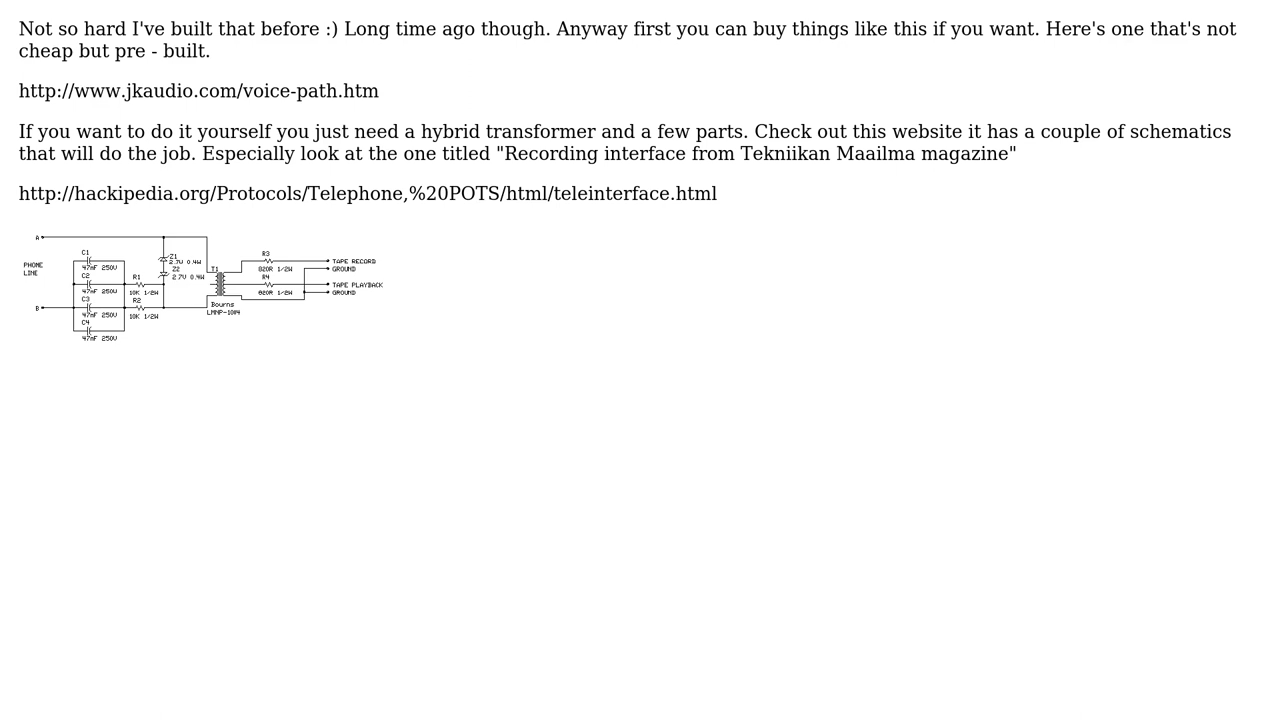 Not so hard I've built that before :) Long time ago though. Anyway first you can buy things like this if you want. Here's one that's not
cheap but pre - built.
http://www.jkaudio.com/voice-path.htm
If you want to do it yourself you just need a hybrid transformer and a few parts. Check out this website it has a couple of schematics
that will do the job. Especially look at the one titled "Recording interface from Tekniikan Maailma magazine"
http://hackipedia.org/Protocols/Telephone,%20POTS/html/teleinterface.html
A
PHONE
LINE
B
C1
47nF 250V
C2
47nF 250V
C3
47nF 250V
C4
47nF 250V
R1
10K 1/2W
R2
10K 1/2W
Z1
2.7V 0.4W
Z2
2.7V 0.4W
T1
Bourns
R3
820R 1/2W
R4
820R 1/2W
TAPE RECORD
GROUND
TAPE PLAYBACK
GROUND